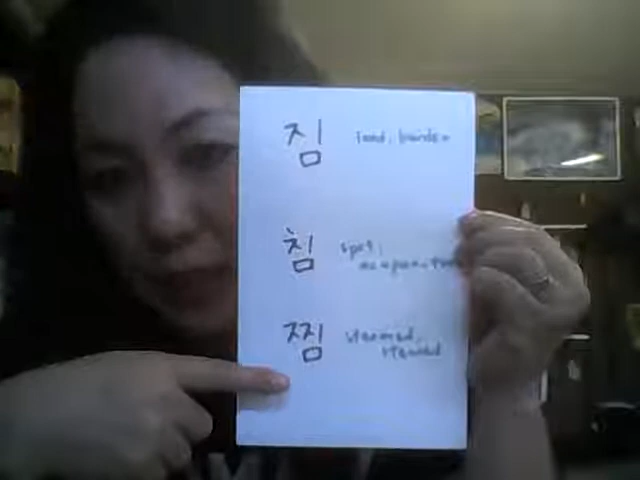 짐 load, burden
침 spit,
acupuncture
찜 steamed,
stewed